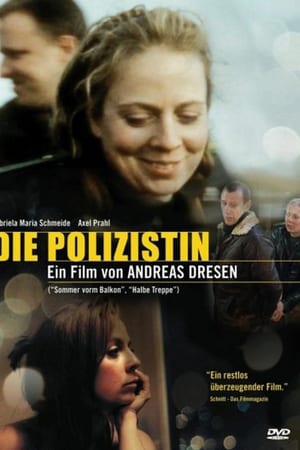 Gabriela Maria Schmeide Axel Prahl
DIE POLIZISTIN
Ein Film von ANDREAS DRESEN
("Sommer vorm Balkon", "Halbe Treppe")
"Ein restlos
überzeugender Film."
Schnitt - Das Filmmagazin
DVD